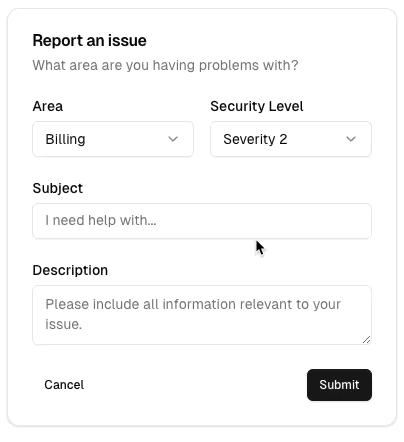 Report an issue
What area are you having problems with?
Area
Security Level
Billing
Severity 2
Subject
I need help with...
Description
Please include all information relevant to your
issue.
Cancel
Submit